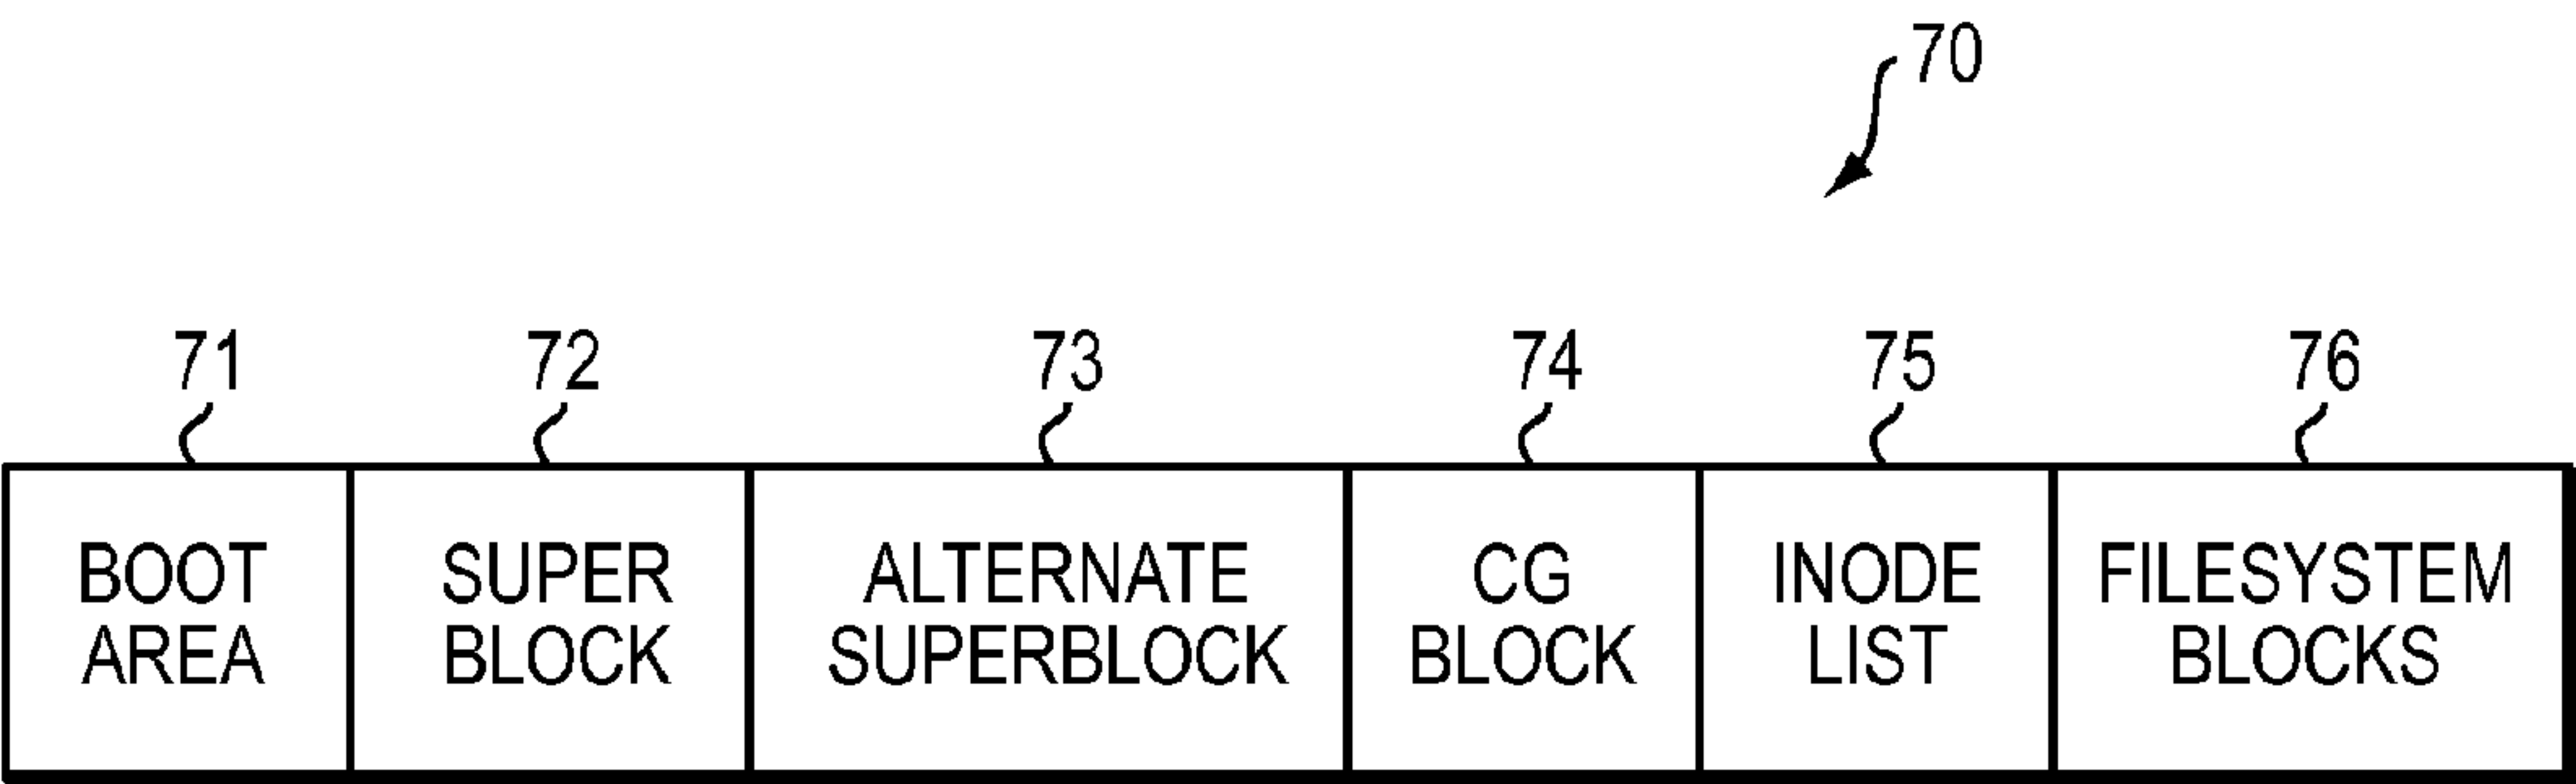 70
71 72 73 74 75 76
BOOT SUPER ALTERNATE CG INODE FILESYSTEM
AREA BLOCK SUPERBLOCK BLOCK LIST BLOCKS